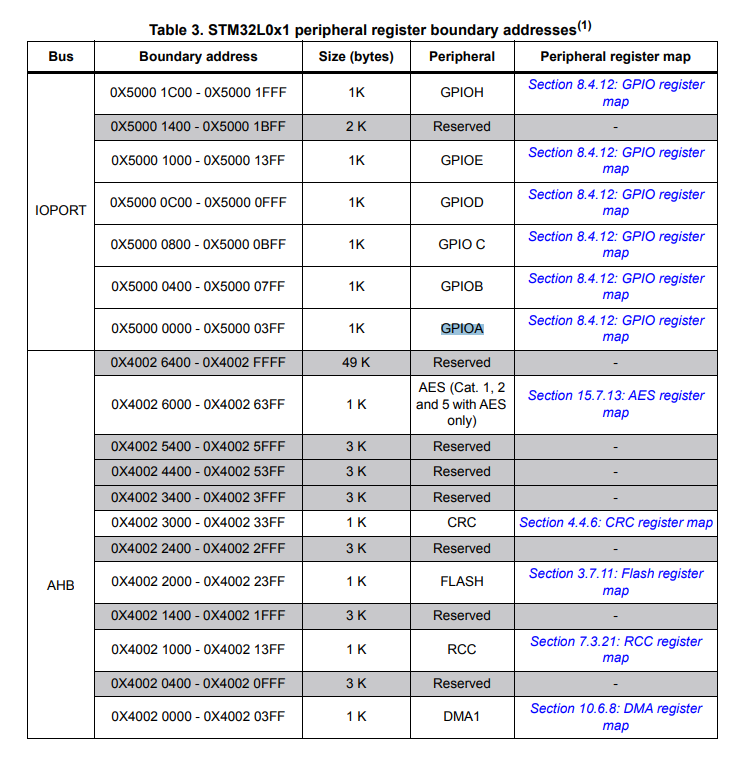 Table 3. STM32L0x1 peripheral register boundary addresses(1)
Bus Boundary address Size (bytes) Peripheral Peripheral register map
IOPORT
0X5000 1C00 - 0X5000 1FFF 1K GPIOH Section 8.4.12: GPIO register
map
0X5000 1400 - 0X5000 1BFF 2 K Reserved -
0X5000 1000 - 0X5000 13FF 1K GPIOE Section 8.4.12: GPIO register
map
0X5000 0C00 - 0X5000 0FFF 1K GPIOD Section 8.4.12: GPIO register
map
0X5000 0800 - 0X5000 0BFF 1K GPIO C Section 8.4.12: GPIO register
map
0X5000 0400 - 0X5000 07FF 1K GPIOB Section 8.4.12: GPIO register
map
0X5000 0000 - 0X5000 03FF 1K GPIOA Section 8.4.12: GPIO register
map
AHB
0X4002 6400 - 0X4002 FFFF 49 K Reserved -
0X4002 6000 - 0X4002 63FF 1 K AES (Cat. 1, 2
and 5 with AES
only) Section 15.7.13: AES register
map
0X4002 5400 - 0X4002 5FFF 3 K Reserved -
0X4002 4400 - 0X4002 53FF 3 K Reserved -
0X4002 3400 - 0X4002 3FFF 3 K Reserved -
0X4002 3000 - 0X4002 33FF 1 K CRC Section 4.4.6: CRC register map
0X4002 2400 - 0X4002 2FFF 3 K Reserved -
0X4002 2000 - 0X4002 23FF 1 K FLASH Section 3.7.11: Flash register
map
0X4002 1400 - 0X4002 1FFF 3 K Reserved -
0X4002 1000 - 0X4002 13FF 1 K RCC Section 7.3.21: RCC register
map
0X4002 0400 - 0X4002 0FFF 3 K Reserved -
0X4002 0000 - 0X4002 03FF 1 K DMA1 Section 10.6.8: DMA register
map